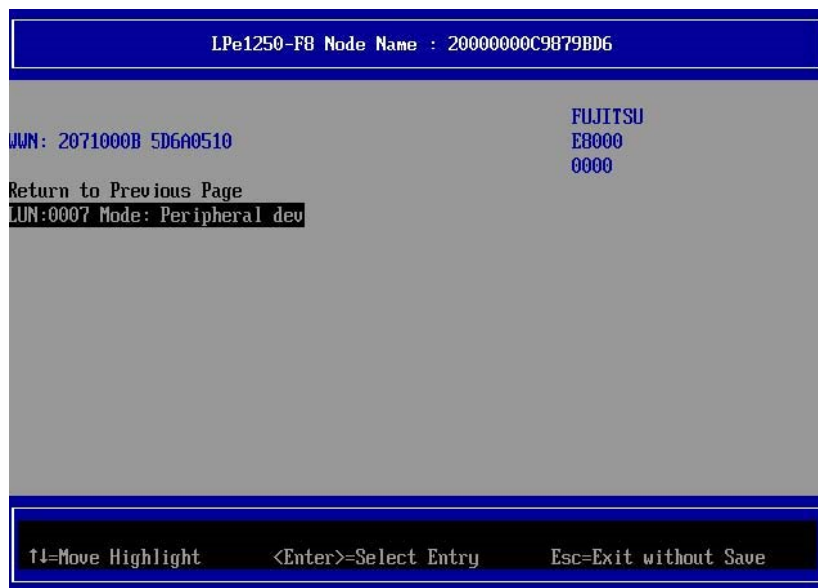 LPe1250-F8 Node Name : 20000000C9879BD6
FUJITSU
WWN: 2071000B 5D6A0510 E8000
0000
Return to Previous Page
LUN:0007 Mode: Peripheral dev
↑↓=Move Highlight <Enter>=Select Entry Esc=Exit without Save